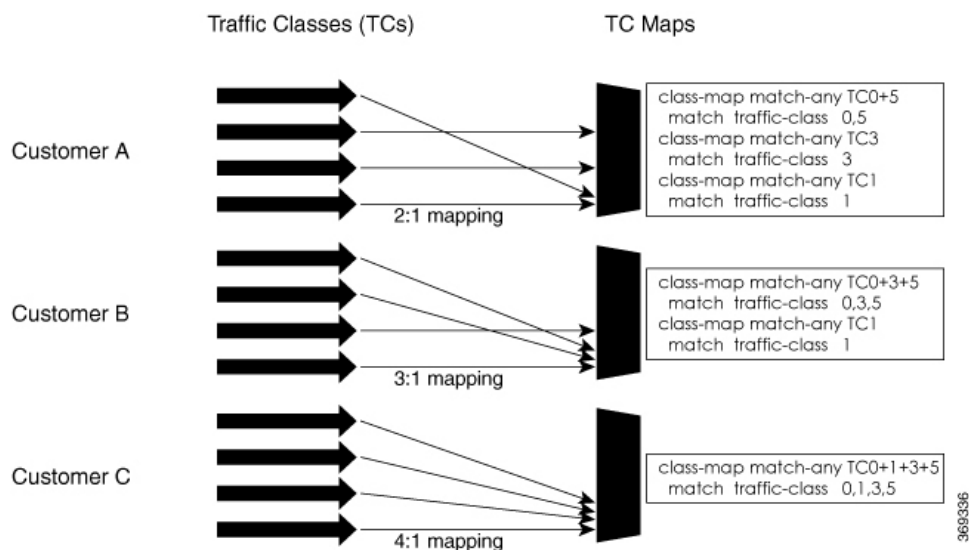 Traffic Classes (TCs)
TC Maps
Customer A
2:1 mapping
class-map match-any TC0+5
match traffic-class 0,5
class-map match-any TC3
match traffic-class 3
class-map match-any TC1
match traffic-class 1
Customer B
3:1 mapping
class-map match-any TC0+3+5
match traffic-class 0,3,5
class-map match-any TC1
match traffic-class 1
Customer C
4:1 mapping
class-map match-any TC0+1+3+5
match traffic-class 0,1,3,5
369336